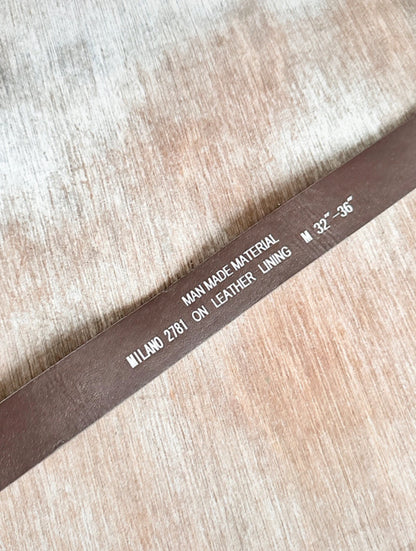 MAN MADE MATERIAL
MILANO 2781 ON LEATHER LINING M 32"-36"